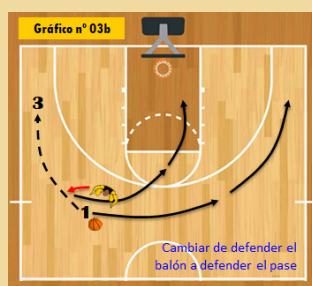 Gráfico nº 03b
3
1
Cambiar de defender el
balón a defender el pase